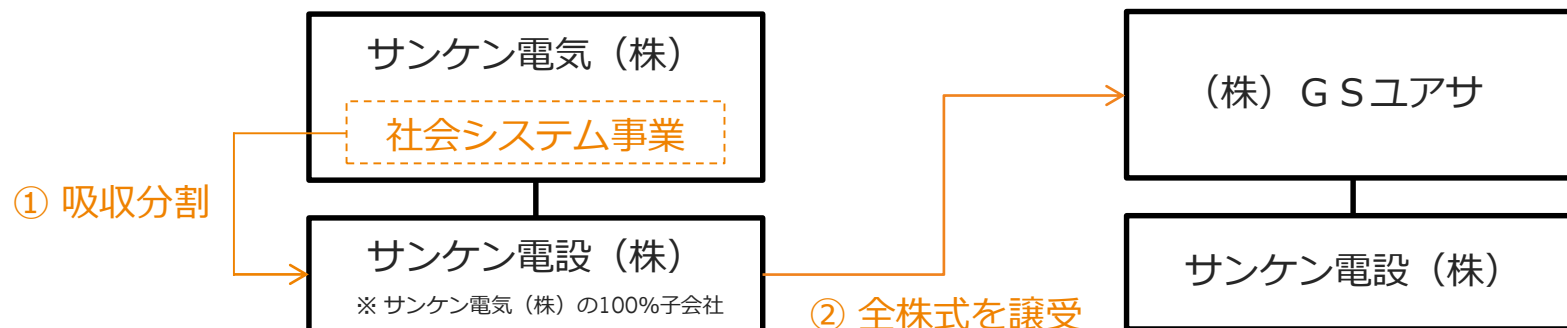 サンケン電気（株）
社会システム事業
① 吸収分割
サンケン電設（株）
※ サンケン電気（株）の100%子会社
② 全株式を譲受
（株）ＧＳユアサ
サンケン電設（株）